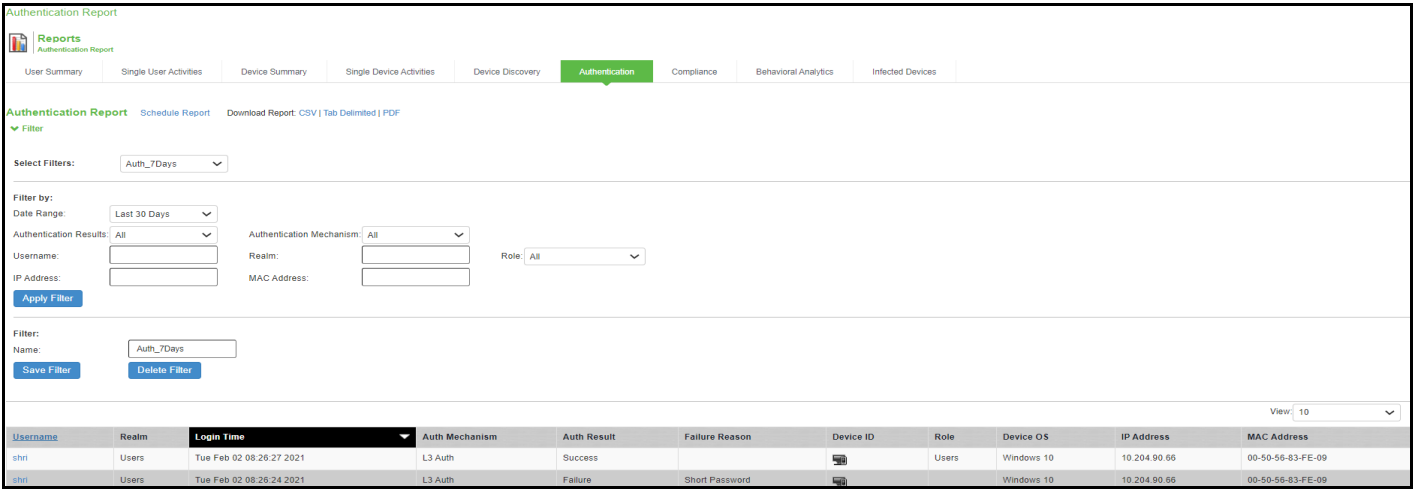 Authentication Report
Reports
Authentication Report
User Summary Single User Activities Device Summary Single Device Activities Device Discovery Authentication Compliance Behavioral Analytics Infected Devices
Authentication Report Schedule Report Download Report: CSV | Tab Delimited | PDF
Filter
Select Filters: Auth_7Days
Filter by:
Date Range: Last 30 Days
Authentication Results: All Authentication Mechanism: All
Username: Realm: Role: All
IP Address: MAC Address:
Apply Filter
Filter:
Name: Auth_7Days
Save Filter Delete Filter
View: 10
Username Realm Login Time Auth Mechanism Auth Result Failure Reason Device ID Role Device OS IP Address MAC Address
shri Users Tue Feb 02 08:26:27 2021 L3 Auth Success Users Windows 10 10.204.90.66 00-50-56-83-FE-09
shri Users Tue Feb 02 08:26:24 2021 L3 Auth Failure Short Password Windows 10 10.204.90.66 00-50-56-83-FE-09